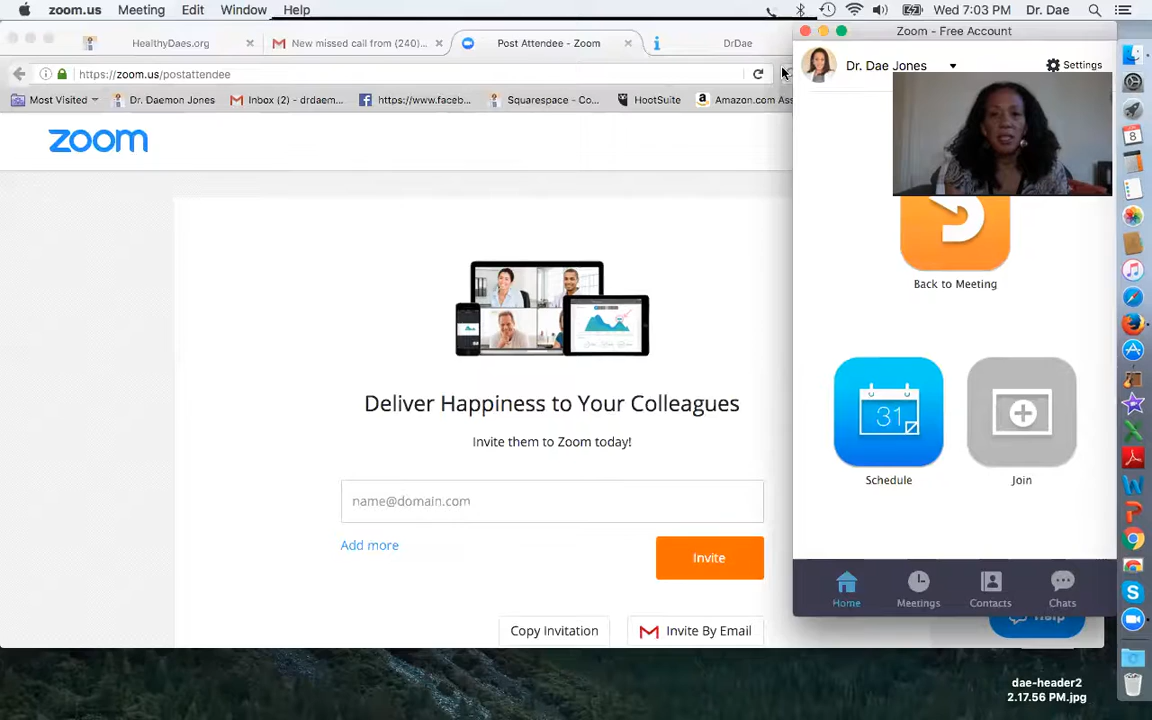 zoom.us Meeting Edit Window Help Wed 7:03 PM Dr. Dae
HealthyDaes.org
New missed call from (240)...
Post Attendee - Zoom
DrDae
https://zoom.us/postattendee
Most Visited
Dr. Daemon Jones
Inbox (2) - drdaem...
https://www.faceb...
Squarespace - Co...
HootSuite
Amazon.com Ass
zoom
Deliver Happiness to Your Colleagues
Invite them to Zoom today!
name@domain.com
Add more
Invite
Copy Invitation
Invite By Email
Zoom - Free Account
Dr. Dae Jones
Settings
Back to Meeting
31
Schedule
Join
Home
Meetings
Contacts
Chats
Help
8
dae-header2
2.17.56 PM.jpg